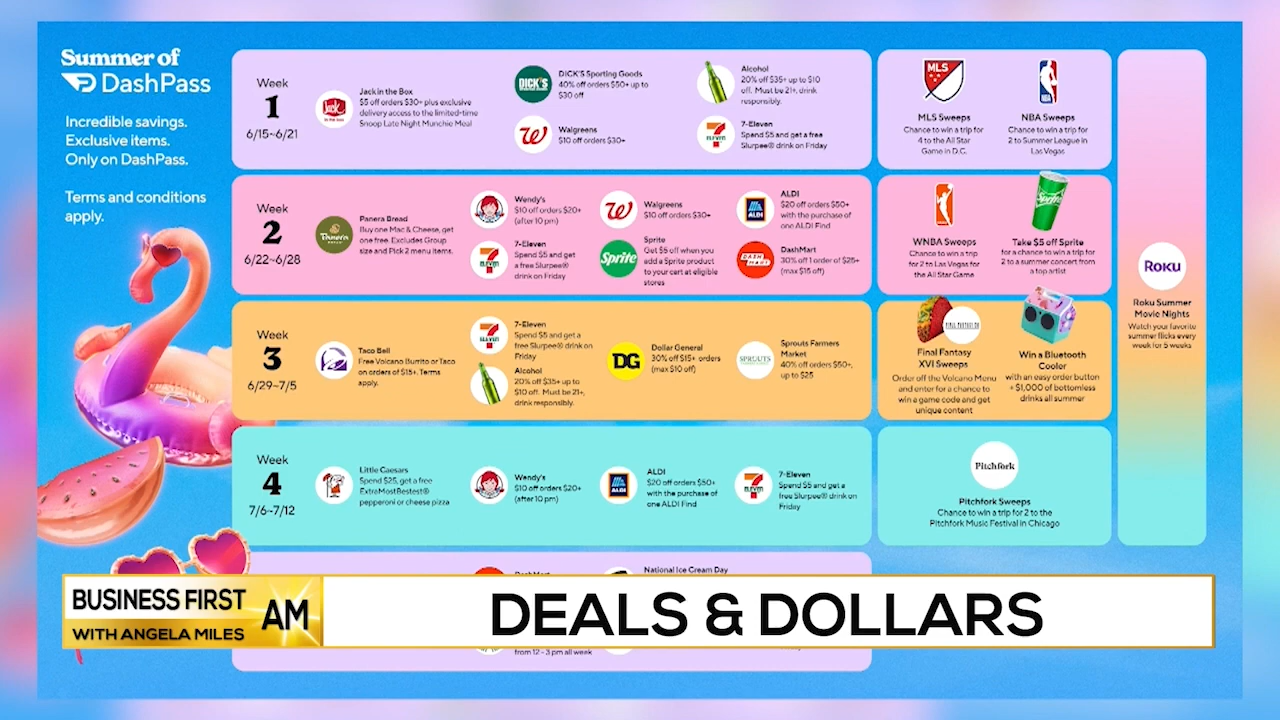 Summer of
DashPass
Incredible savings.
Exclusive items.
Only on DashPass.
Terms and conditions
apply.
Week
1
6/15-6/21
Jack in the Box
$5 off orders $30+ plus exclusive
delivery access to the limited-time
Snoop Late Night Munchie Meal
DICK'S
DICK'S Sporting Goods
40% off orders $50+ up to
$30 off
Walgreens
$10 off orders $30+
Alcohol
20% off $35+ up to $10
off. Must be 21+, drink
responsibly.
7-Eleven
Spend $5 and get a free
Slurpee® drink on Friday
MLS
MLS Sweeps
Chance to win a trip for
4 to the All Star
Game in D.C.
NBA
NBA Sweeps
Chance to win a trip for
2 to Summer League in
Las Vegas
Week
2
6/22-6/28
Panera
Panera Bread
Buy one Mac & Cheese, get
one free. Excludes Group
size and Pick 2 menu items.
Wendy's
$10 off orders $20+
(after 10 pm)
7-Eleven
Spend $5 and get
a free Slurpee®
drink on Friday
Walgreens
$10 off orders $30+
Sprite
Sprite
Get $5 off when you
add a Sprite product
to your cart at eligible
stores
ALDI
ALDI
$20 off orders $50+
with the purchase of
one ALDI Find
DASH
MART
DashMart
30% off 1 order of $25+
(max $15 off)
WNBA Sweeps
Chance to win a trip
for 2 to Las Vegas for
the All Star Game
Sprite
Take $5 off Sprite
for a chance to win a trip for
2 to a summer concert from
a top artist
Week
3
6/29-7/5
Taco Bell
Free Volcano Burrito or Taco
on orders of $15+. Terms
apply.
7-Eleven
Spend $5 and get a
free Slurpee® drink on
Friday
Alcohol
20% off $35+ up to
$10 off. Must be 21+,
drink responsibly.
DG
Dollar General
30% off $15+ orders
(max $10 off)
SPROUTS
Sprouts Farmers
Market
40% off orders $50+,
up to $25
FINAL FANTASY XVI
Final Fantasy
XVI Sweeps
Order off the Volcano Menu
and enter for a chance to
win a game code and get
unique content
Win a Bluetooth
Cooler
with an easy order button
+ $1,000 of bottomless
drinks all summer
Week
4
7/6-7/12
Little Caesars
Spend $25, get a free
ExtraMostBestest®
pepperoni or cheese pizza
Wendy's
$10 off orders $20+
(after 10 pm)
ALDI
ALDI
$20 off orders $50+
with the purchase of
one ALDI Find
7-Eleven
Spend $5 and get a
free Slurpee® drink on
Friday
Pitchfork
Pitchfork Sweeps
Chance to win a trip for 2 to the
Pitchfork Music Festival in Chicago
Roku
Roku Summer
Movie Nights
Watch your favorite
summer flicks every
week for 5 weeks
National Ice Cream Day
from 12 - 3 pm all week
BUSINESS FIRST
AM
WITH ANGELA MILES
DEALS & DOLLARS